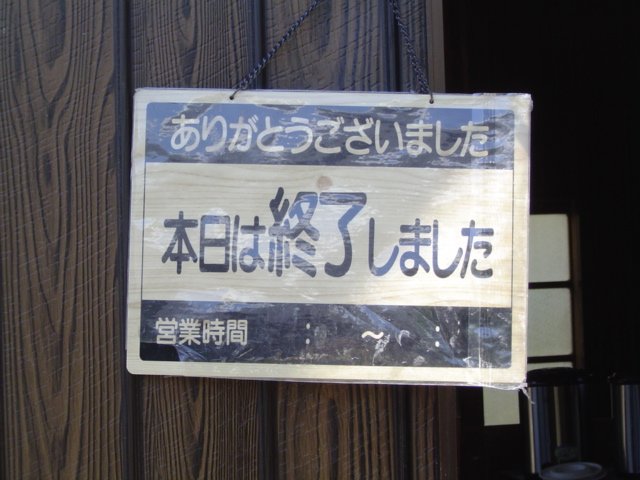 ありがとうございました
本日は終了しました
営業時間 : ～ :